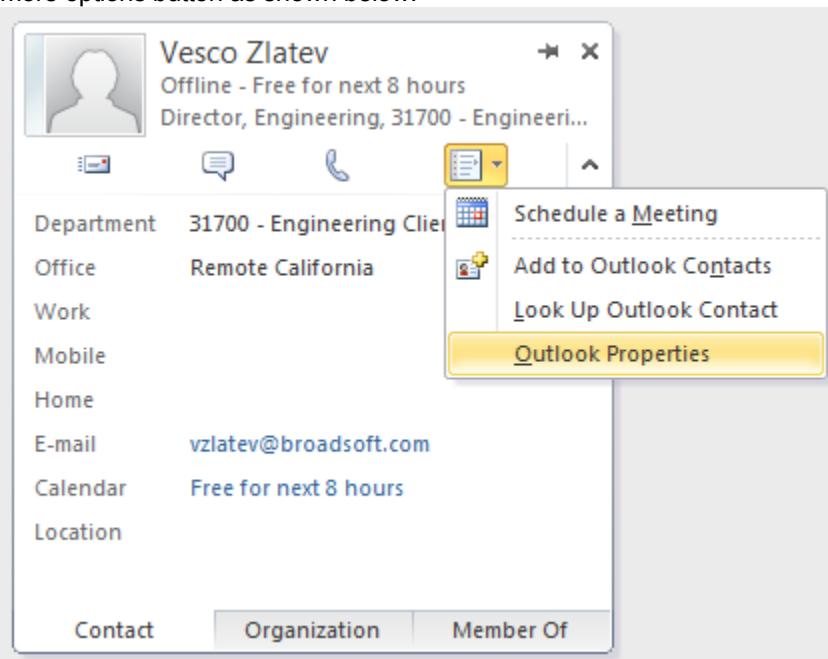 more options button as shown below.
Vesco Zlatev
Offline - Free for next 8 hours
Director, Engineering, 31700 - Engineeri...
Schedule a Meeting
Department 31700 - Engineering Clie
Add to Outlook Contacts
Office Remote California
Look Up Outlook Contact
Work
Outlook Properties
Mobile
Home
E-mail vzlatev@broadsoft.com
Calendar Free for next 8 hours
Location
Contact Organization Member Of